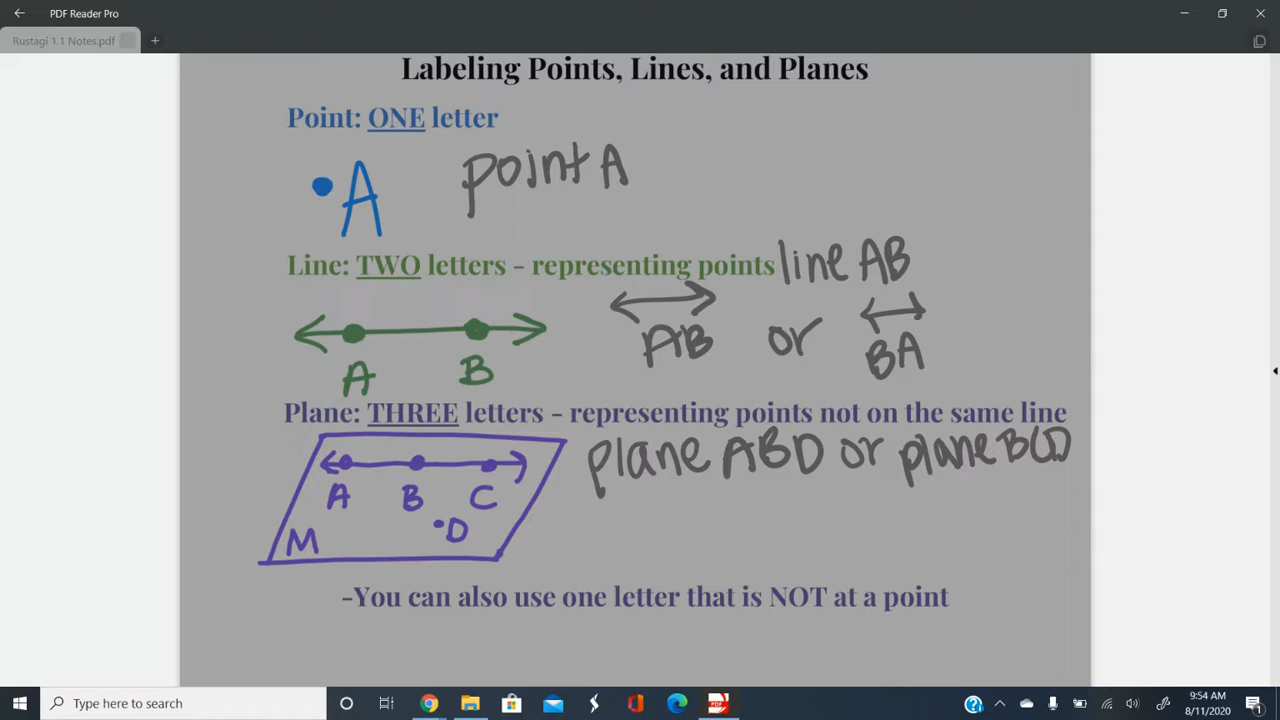 PDF Reader Pro
Rustagi 1.1 Notes.pdf
Labeling Points, Lines, and Planes
Point: ONE letter
A point A
Line: TWO letters - representing points line AB
AB or BA
A B
Plane: THREE letters - representing points not on the same line
plane ABD or plane BCD
A B C
D
M
-You can also use one letter that is NOT at a point
Type here to search
9:54 AM
8/11/2020